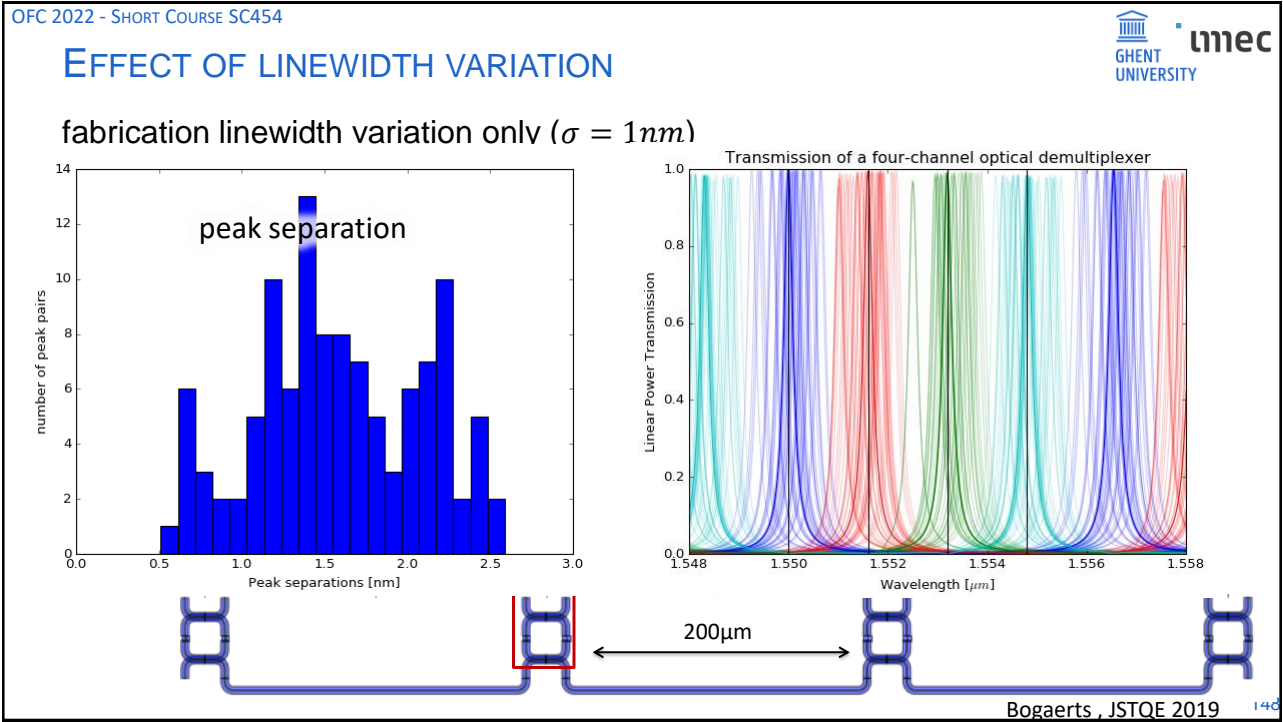 OFC 2022 - SHORT COURSE SC454
GHENT
UNIVERSITY
imec
EFFECT OF LINEWIDTH VARIATION
fabrication linewidth variation only (σ = 1nm)
peak separation
number of peak pairs
14
12
10
8
6
4
2
0
0.0 0.5 1.0 1.5 2.0 2.5 3.0
Peak separations [nm]
Transmission of a four-channel optical demultiplexer
Linear Power Transmission
1.0
0.8
0.6
0.4
0.2
0.0
1.548 1.550 1.552 1.554 1.556 1.558
Wavelength [μm]
200μm
Bogaerts , JSTQE 2019
148